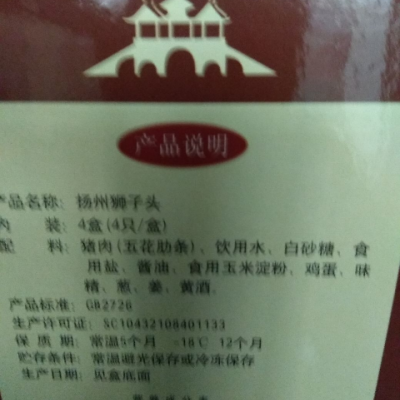 产品说明
产品名称：扬州狮子头
内 装：4盒(4只/盒)
配 料：猪肉(五花肋条)、饮用水、白砂糖、食
用盐、酱油、食用玉米淀粉、鸡蛋、味
精、葱、姜、黄酒。
产品标准：GB2726
生产许可证：SC10432108401133
保 质 期：常温5个月 -18℃ 12个月
贮存条件：常温避光保存或冷冻保存
生产日期：见盒底面